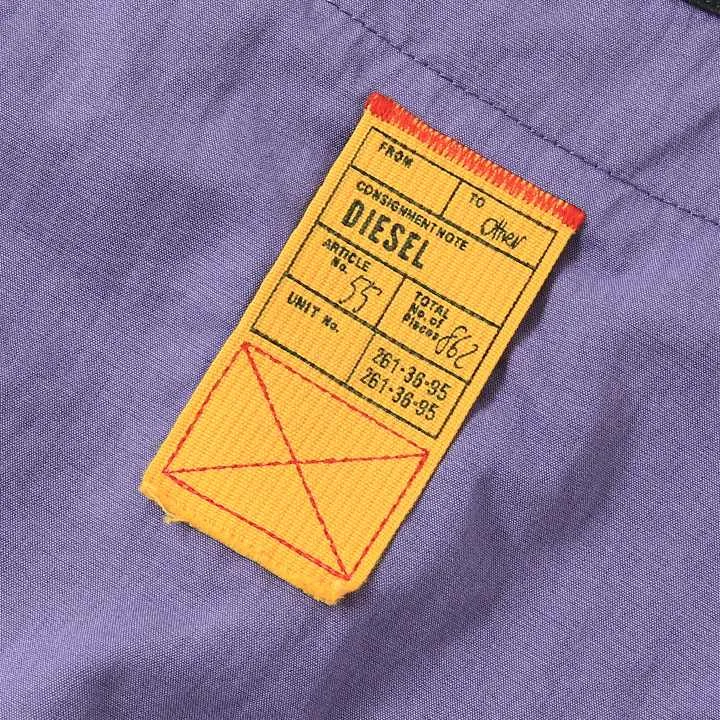 FROM
TO
Other
CONSIGNMENT NOTE
DIESEL
ARTICLE
No.
55
TOTAL
No. of
Pieces
862
UNIT No.
261-36-95
261-36-95